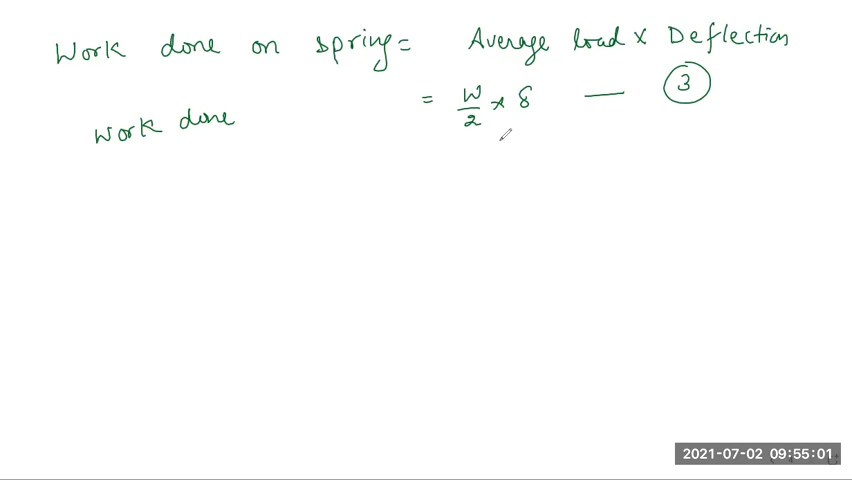 Work done on spring = Average load × Deflection
= W/2 × δ — 3
Work done
2021-07-02 09:55:01